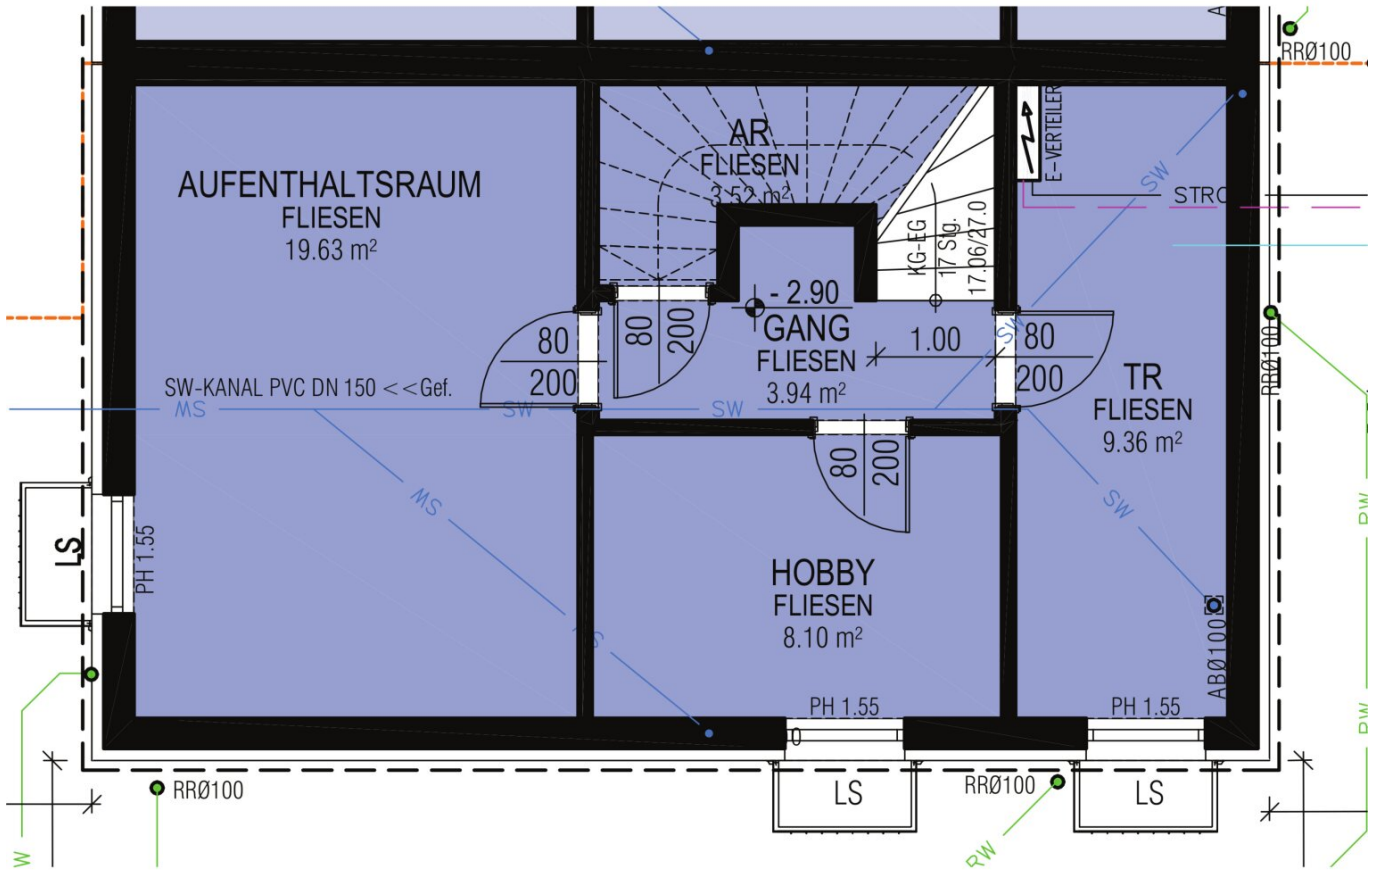 A
RRØ100
AR
FLIESEN
3.52 m²
E-VERTEILER
SW
STRO
AUFENTHALTSRAUM
FLIESEN
19.63 m²
KG-EG
17 Stg.
17.06/27.0
- 2.90
GANG
FLIESEN
3.94 m²
1.00
80
200
80
200
SW
80
200
RRØ100
TR
FLIESEN
9.36 m²
SW-KANAL PVC DN 150 <<Gef.
SW
SW
SW
80
200
SW
SW
RW
LS
PH 1.55
HOBBY
FLIESEN
8.10 m²
S
ABØ100
PH 1.55
PH 1.55
RW
RRØ100
RRØ100
LS
LS
W
RW
RW